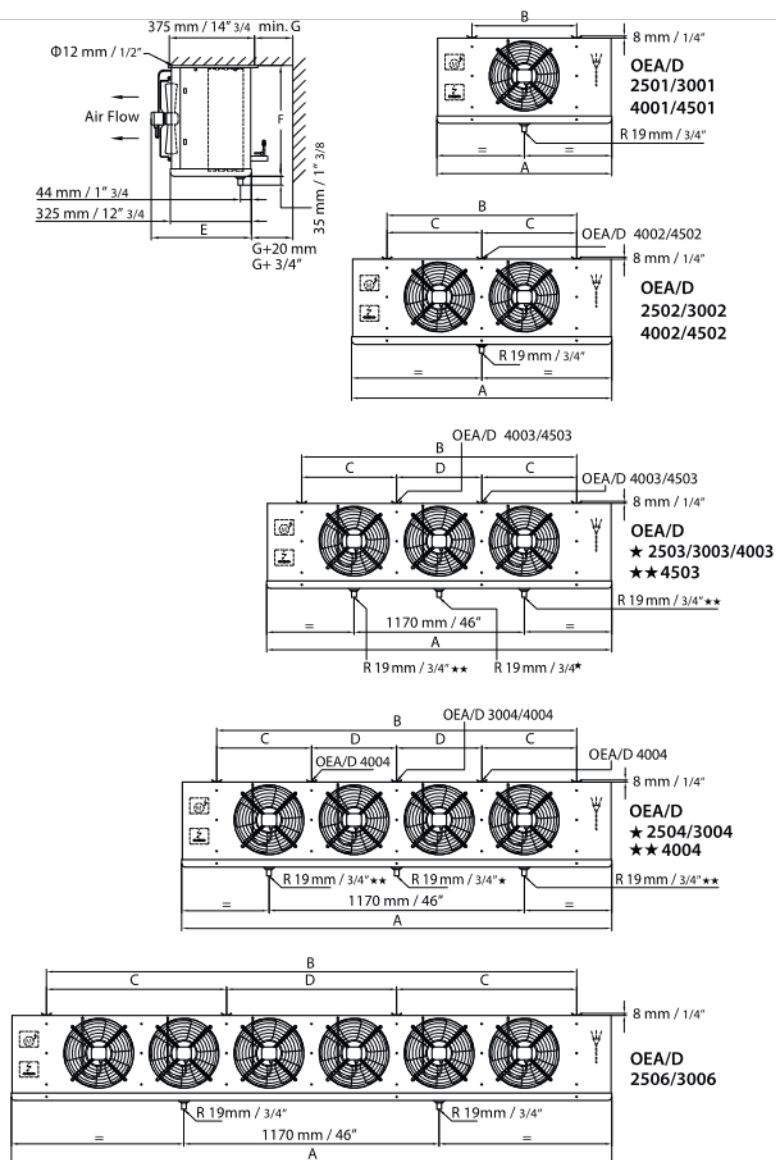 375 mm / 14" 3/4 min. G
Φ12 mm / 1/2"
Air Flow
F
44 mm / 1" 3/4
325 mm / 12" 3/4
E
G+20 mm
G+ 3/4"
35 mm / 1" 3/8
B
8 mm / 1/4"
OEA/D
2501/3001
4001/4501
R 19 mm / 3/4"
= =
A
B
C C
OEA/D 4002/4502
8 mm / 1/4"
OEA/D
2502/3002
4002/4502
R 19 mm / 3/4"
= =
A
OEA/D 4003/4503
B
C D C
OEA/D 4003/4503
8 mm / 1/4"
OEA/D
★ 2503/3003/4003
★★ 4503
R 19 mm / 3/4"★★
= 1170 mm / 46" =
A
R 19 mm / 3/4" ★★ R 19 mm / 3/4★
OEA/D 3004/4004
B
C D D C
OEA/D 4004
OEA/D 4004
8 mm / 1/4"
OEA/D
★ 2504/3004
★★ 4004
R 19 mm / 3/4"★★ R 19 mm / 3/4"★ R 19 mm / 3/4"★★
= 1170 mm / 46" =
A
B
C D C
8 mm / 1/4"
OEA/D
2506/3006
R 19mm / 3/4" R 19mm / 3/4"
= 1170 mm / 46" =
A